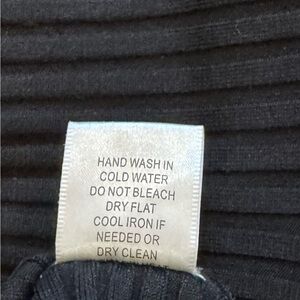 HAND WASH IN
COLD WATER
DO NOT BLEACH
DRY FLAT
COOL IRON IF
NEEDED OR
DRY CLEAN